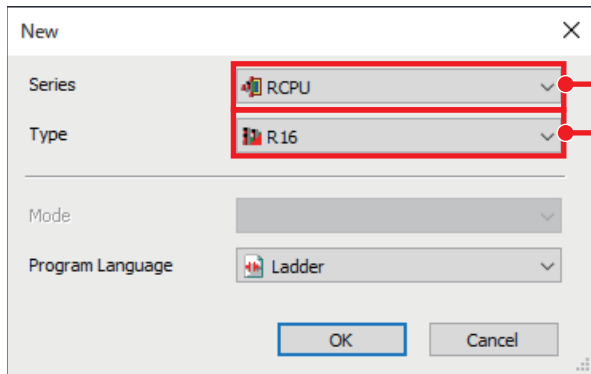 New
Series RCPU
Type R16
Mode
Program Language Ladder
OK Cancel